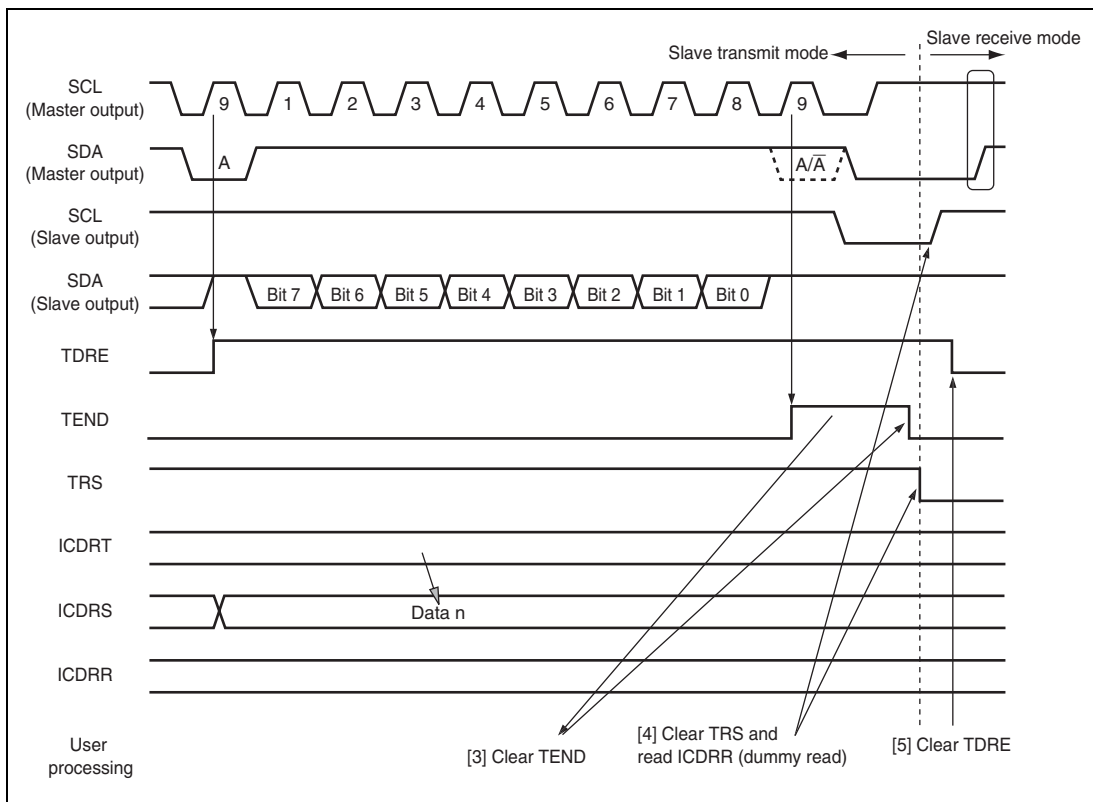 Slave transmit mode
Slave receive mode
SCL
(Master output)
9 1 2 3 4 5 6 7 8 9
SDA
(Master output)
A
A/A̅
SCL
(Slave output)
SDA
(Slave output)
Bit 7 Bit 6 Bit 5 Bit 4 Bit 3 Bit 2 Bit 1 Bit 0
TDRE
TEND
TRS
ICDRT
ICDRS
Data n
ICDRR
User
processing
[3] Clear TEND
[4] Clear TRS and
read ICDRR (dummy read)
[5] Clear TDRE